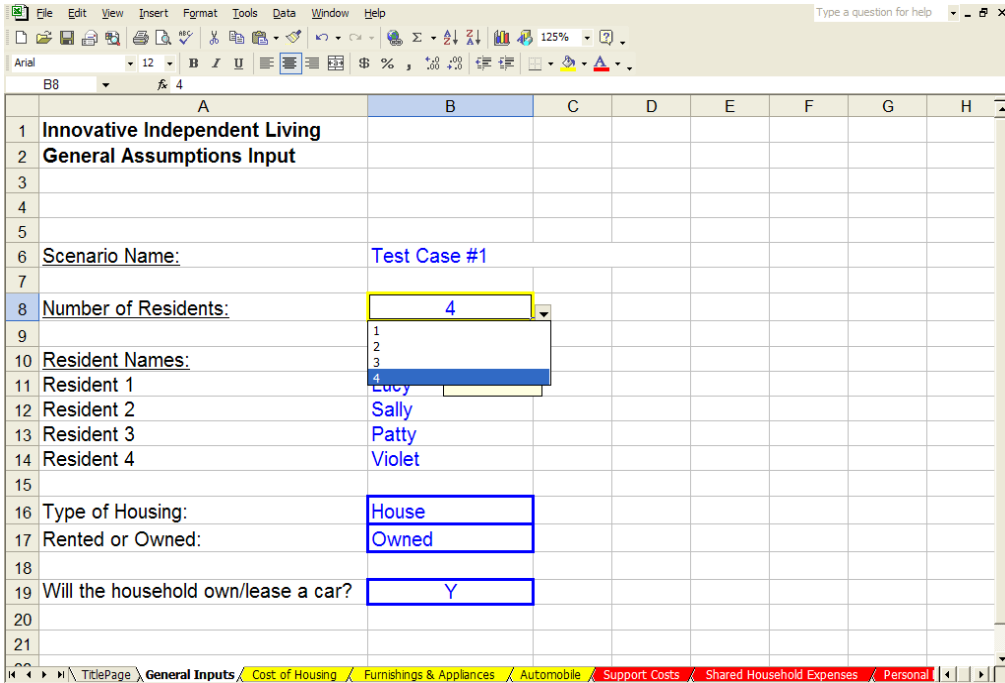 File Edit View Insert Format Tools Data Window Help Type a question for help
125%
Arial 12 B I U $ % ,
B8 fx 4
A B C D E F G H
1 Innovative Independent Living
2 General Assumptions Input
3
4
5
6 Scenario Name: Test Case #1
7
8 Number of Residents: 4
1
2
3
4
9
10 Resident Names:
11 Resident 1 Lucy
12 Resident 2 Sally
13 Resident 3 Patty
14 Resident 4 Violet
15
16 Type of Housing: House
17 Rented or Owned: Owned
18
19 Will the household own/lease a car? Y
20
21
TitlePage General Inputs Cost of Housing Furnishings & Appliances Automobile Support Costs Shared Household Expenses Personal